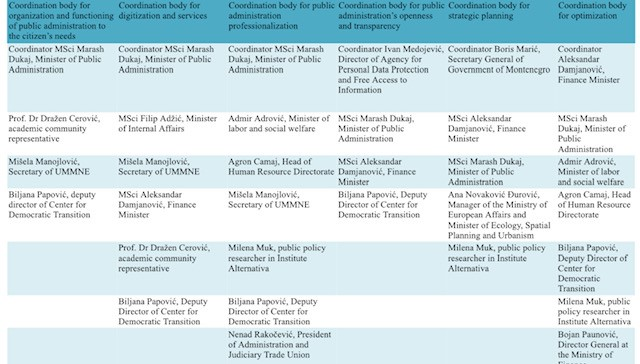 Coordination body for
organization and functioning
of public administration to
the citizen's needs
Coordination body for
digitization and services
Coordination body for public
administration
professionalization
Coordination body for public
administration's openness
and transparency
Coordination body for
strategic planning
Coordination body
for optimization
Coordinator MSci Marash
Dukaj, Minister of Public
Administration
Coordinator MSci Marash
Dukaj, Minister of Public
Administration
Coordinator MSci Marash
Dukaj, Minister of Public
Administration
Coordinator Ivan Medojević,
Director of Agency for
Personal Data Protection
and Free Access to
Information
Coordinator Boris Marić,
Secretary General of
Government of Montenegro
Coordinator
Aleksandar
Damjanović,
Finance Minister
Prof. Dr Dražen Cerović,
academic community
representative
MSci Filip Adžić, Minister
of Internal Affairs
Admir Adrović, Minister of
labor and social welfare
MSci Marash Dukaj,
Minister of Public
Administration
MSci Aleksandar
Damjanović, Finance
Minister
MSci Marash
Dukaj, Minister of
Public
Administration
Mišela Manojlović,
Secretary of UMMNE
Mišela Manojlović,
Secretary of UMMNE
Agron Camaj, Head of
Human Resource Directorate
MSci Aleksandar
Damjanović, Finance
Minister
MSci Marash Dukaj,
Minister of Public
Administration
Admir Adrović,
Minister of labor
and social welfare
Biljana Papović, deputy
director of Center for
Democratic Transition
MSci Aleksandar
Damjanović, Finance
Minister
Mišela Manojlović,
Secretary of UMMNE
Biljana Papović, Deputy
Director of Center for
Democratic Transition
Ana Novaković Đurović,
Manager of the Ministry of
European Affairs and
Minister of Ecology, Spatial
Planning and Urbanism
Agron Camaj, Head
of Human Resource
Directorate
Prof. Dr Dražen Cerović,
academic community
representative
Milena Muk, public policy
researcher in Institute
Alternativa
Milena Muk, public policy
researcher in Institute
Alternativa
Biljana Papović,
Deputy Director of
Center for
Democratic
Transition
Biljana Papović, Deputy
Director of Center for
Democratic Transition
Biljana Papović, Deputy
Director of Center for
Democratic Transition
Milena Muk, public
policy researcher in
Institute Alternativa
Nenad Rakočević, President
of Administration and
Judiciary Trade Union
Bojan Paunović,
Director General at
the Ministry of